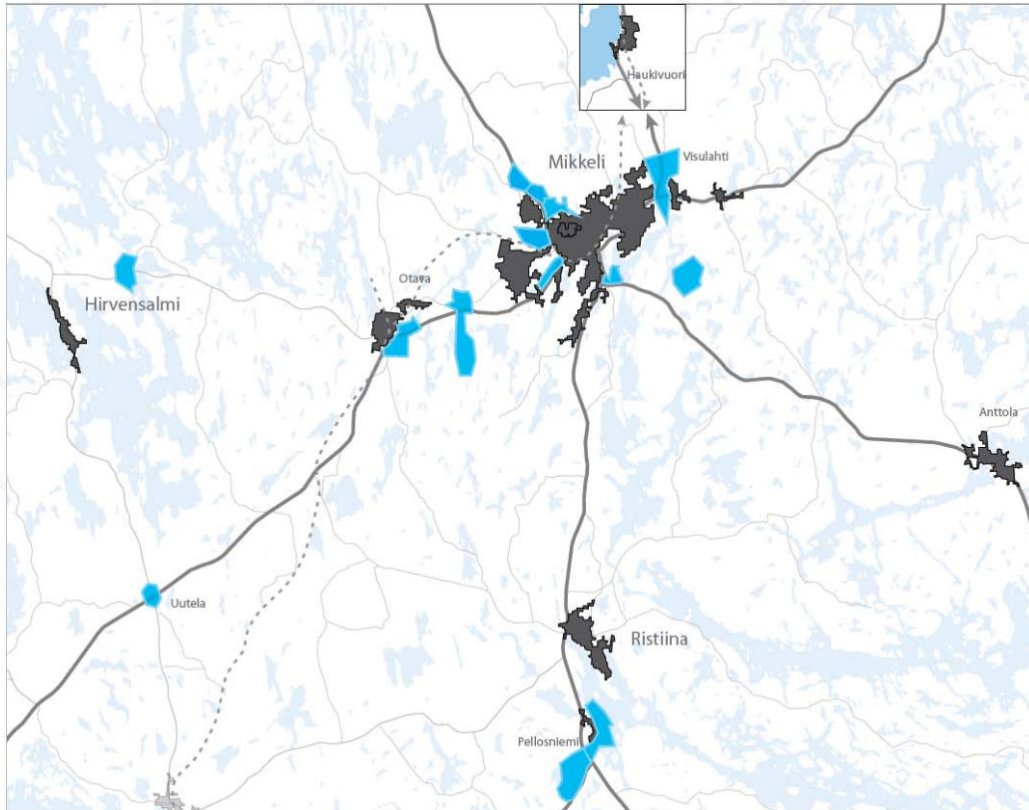 Haukivuori
Mikkeli
Visulahti
Otava
Hirvensalmi
Anttola
Uutela
Ristiina
Pellosniemi